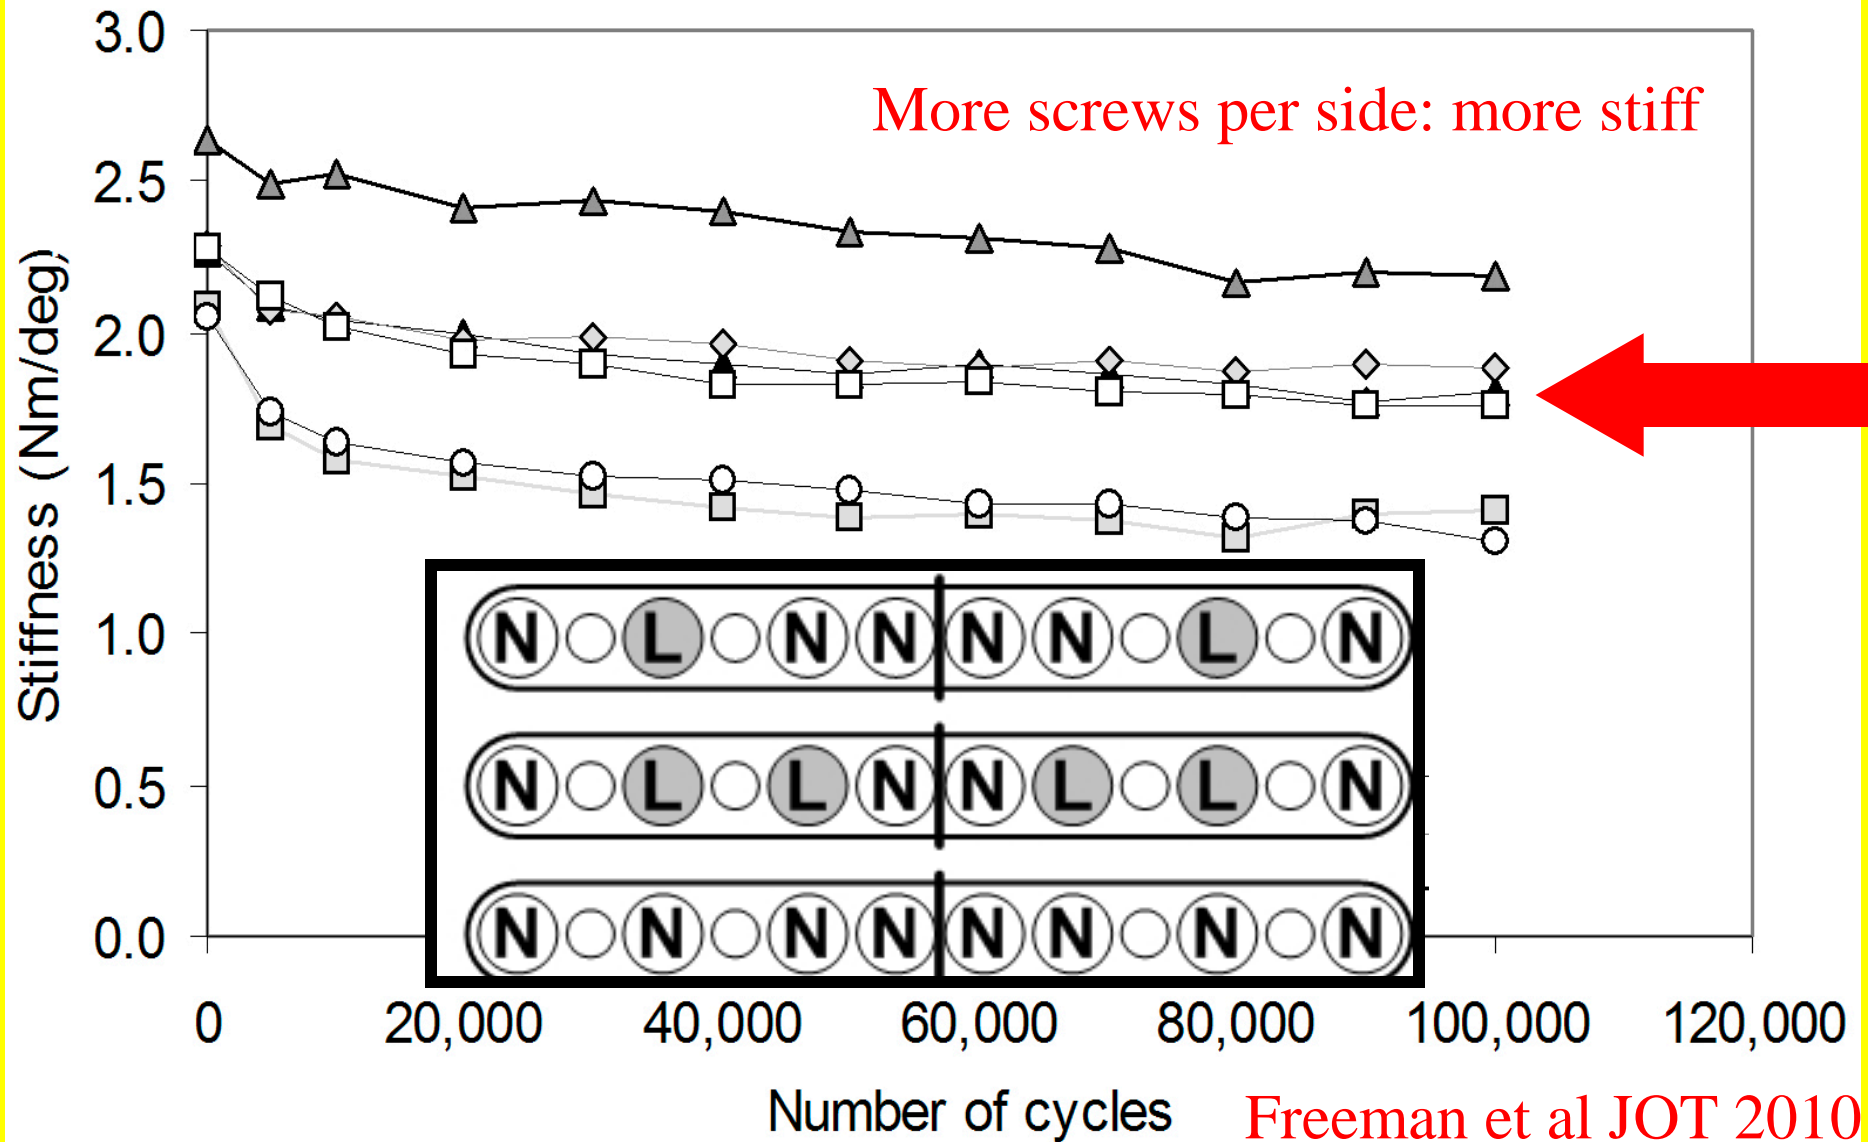 3.0
More screws per side: more stiff
2.5
2.0
1.5
1.0
0.5
0.0
Stiffness (Nm/deg)
N L N N N N L N
N L L N N L L N
N N N N N N N N
0 20,000 40,000 60,000 80,000 100,000 120,000
Number of cycles
Freeman et al JOT 2010